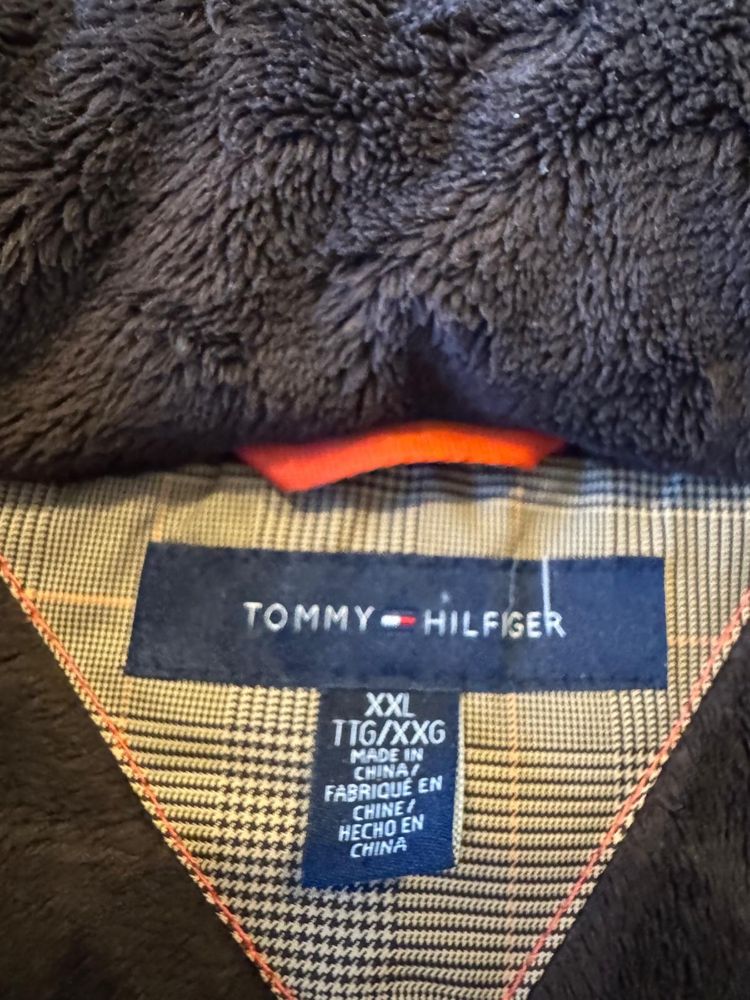 TOMMY HILFIGER
XXL
TTG/XXG
MADE IN
CHINA/
FABRIQUÉ EN
CHINE/
HECHO EN
CHINA